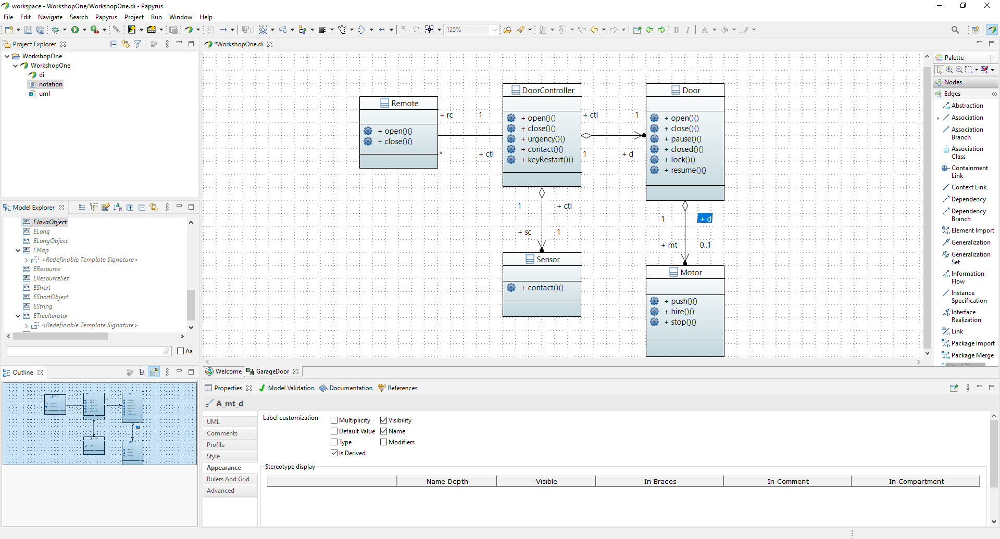 workspace - WorkshopOne/WorkshopOne.di - Papyrus
File Edit Navigate Search Papyrus Project Run Window Help
125%
Project Explorer
WorkshopOne
WorkshopOne
di
notation
uml
Model Explorer
EJavaObject
ELong
ELongObject
EMap
<Redefinable Template Signature>
EResource
EResourceSet
EShort
EShortObject
EString
ETreeIterator
<Redefinable Template Signature>
Aa
Outline
*WorkshopOne.di
Remote
+ open()()
+ close()()
+ rc
1
*
+ ctl
DoorController
+ open()()
+ close()()
+ urgency()()
+ contact()()
+ keyRestart()()
+ ctl
1
1
+ d
Door
+ open()()
+ close()()
+ pause()()
+ closed()()
+ lock()()
+ resume()()
1
+ ctl
+ sc
1
Sensor
+ contact()()
1
+ d
+ mt
0..1
Motor
+ push()()
+ hire()()
+ stop()()
Palette
Nodes
Edges
Abstraction
Association
Association
Branch
Association
Class
Containment
Link
Context Link
Dependency
Dependency
Branch
Element Import
Generalization
Generalization
Set
Information
Flow
Instance
Specification
Interface
Realization
Link
Package Import
Package Merge
Welcome GarageDoor
Properties Model Validation Documentation References
A_mt_d
UML
Comments
Profile
Style
Appearance
Rulers And Grid
Advanced
Label customization
Multiplicity Visibility
Default Value Name
Type Modifiers
Is Derived
Stereotype display
Name Depth Visible In Braces In Comment In Compartment